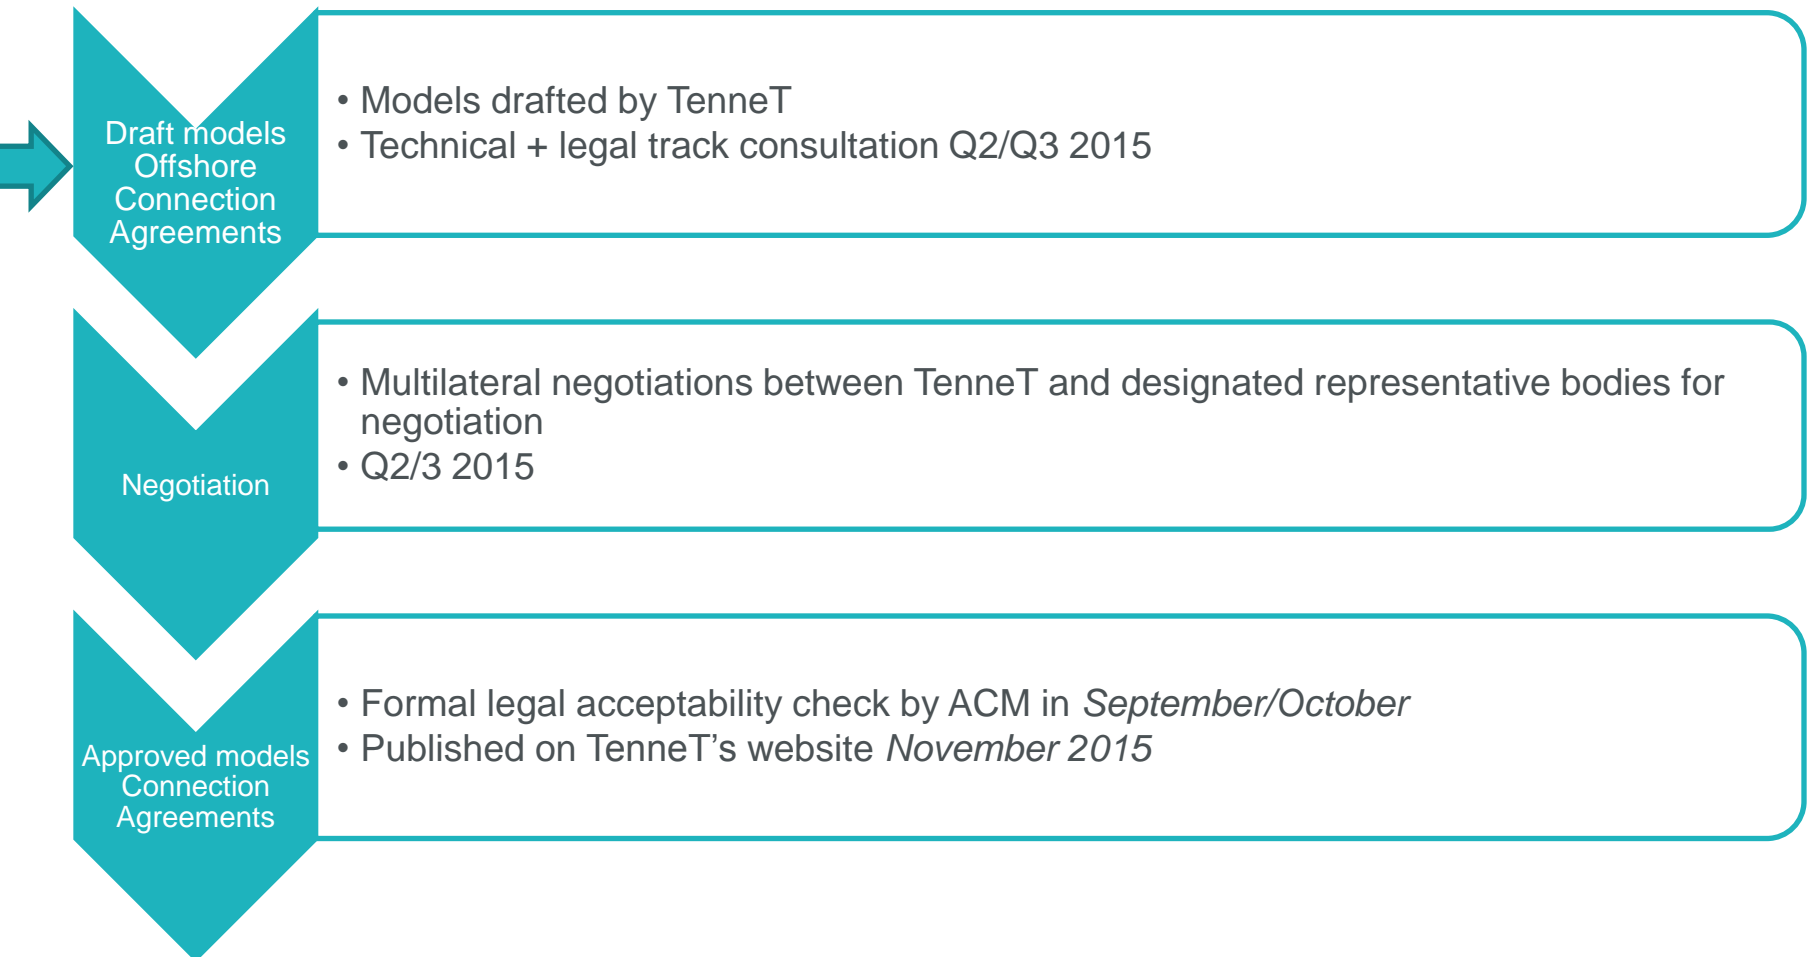 Draft models
Offshore
Connection
Agreements
• Models drafted by TenneT
• Technical + legal track consultation Q2/Q3 2015
Negotiation
• Multilateral negotiations between TenneT and designated representative bodies for
negotiation
• Q2/3 2015
Approved models
Connection
Agreements
• Formal legal acceptability check by ACM in September/October
• Published on TenneT’s website November 2015